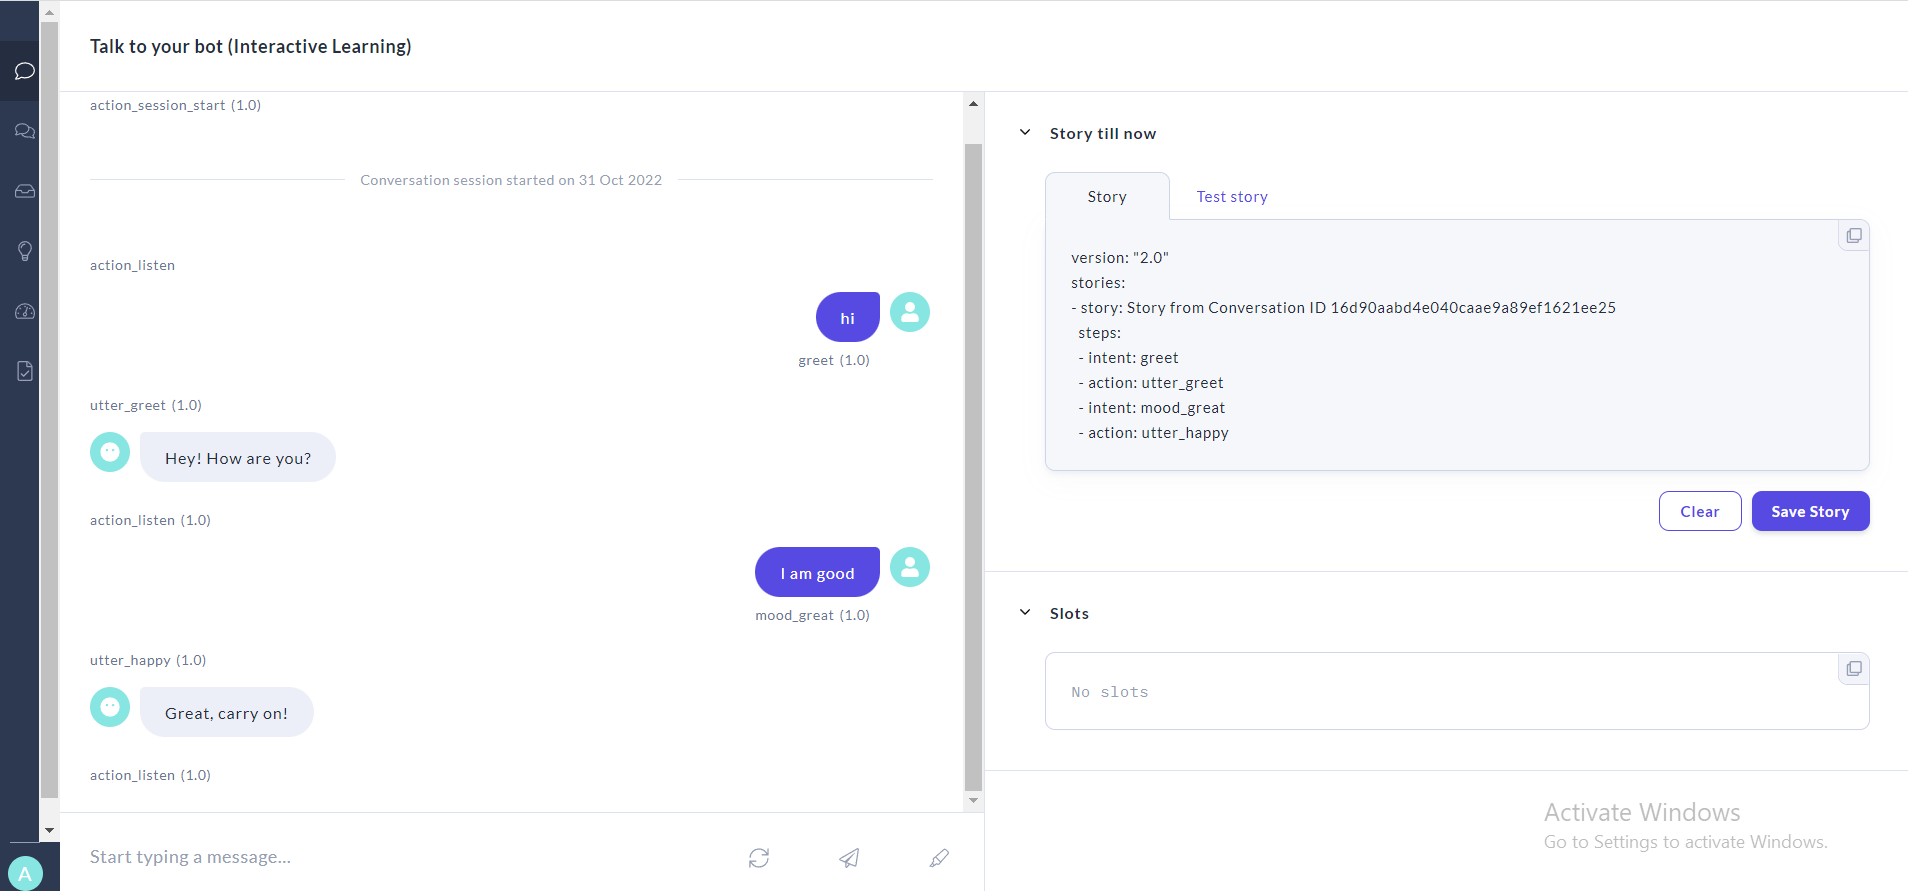 Talk to your bot (Interactive Learning)
action_session_start (1.0)
Conversation session started on 31 Oct 2022
action_listen
hi
greet (1.0)
utter_greet (1.0)
Hey! How are you?
action_listen (1.0)
I am good
mood_great (1.0)
utter_happy (1.0)
Great, carry on!
action_listen (1.0)
Start typing a message...
A
Story till now
Story
Test story
version: "2.0"
stories:
- story: Story from Conversation ID 16d90aabd4e040caae9a89ef1621ee25
steps:
- intent: greet
- action: utter_greet
- intent: mood_great
- action: utter_happy
Clear
Save Story
Slots
No slots
Activate Windows
Go to Settings to activate Windows.